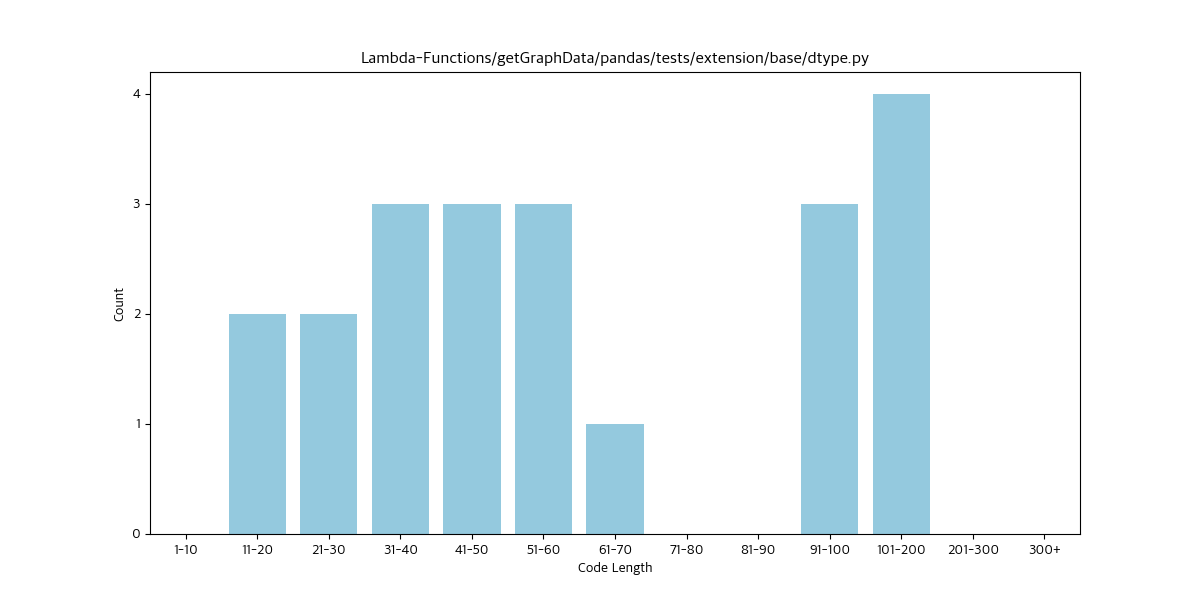 Lambda-Functions/getGraphData/pandas/tests/extension/base/dtype.py
4
3
2
1
0
Count
1-10 11-20 21-30 31-40 41-50 51-60 61-70 71-80 81-90 91-100 101-200 201-300 300+
Code Length